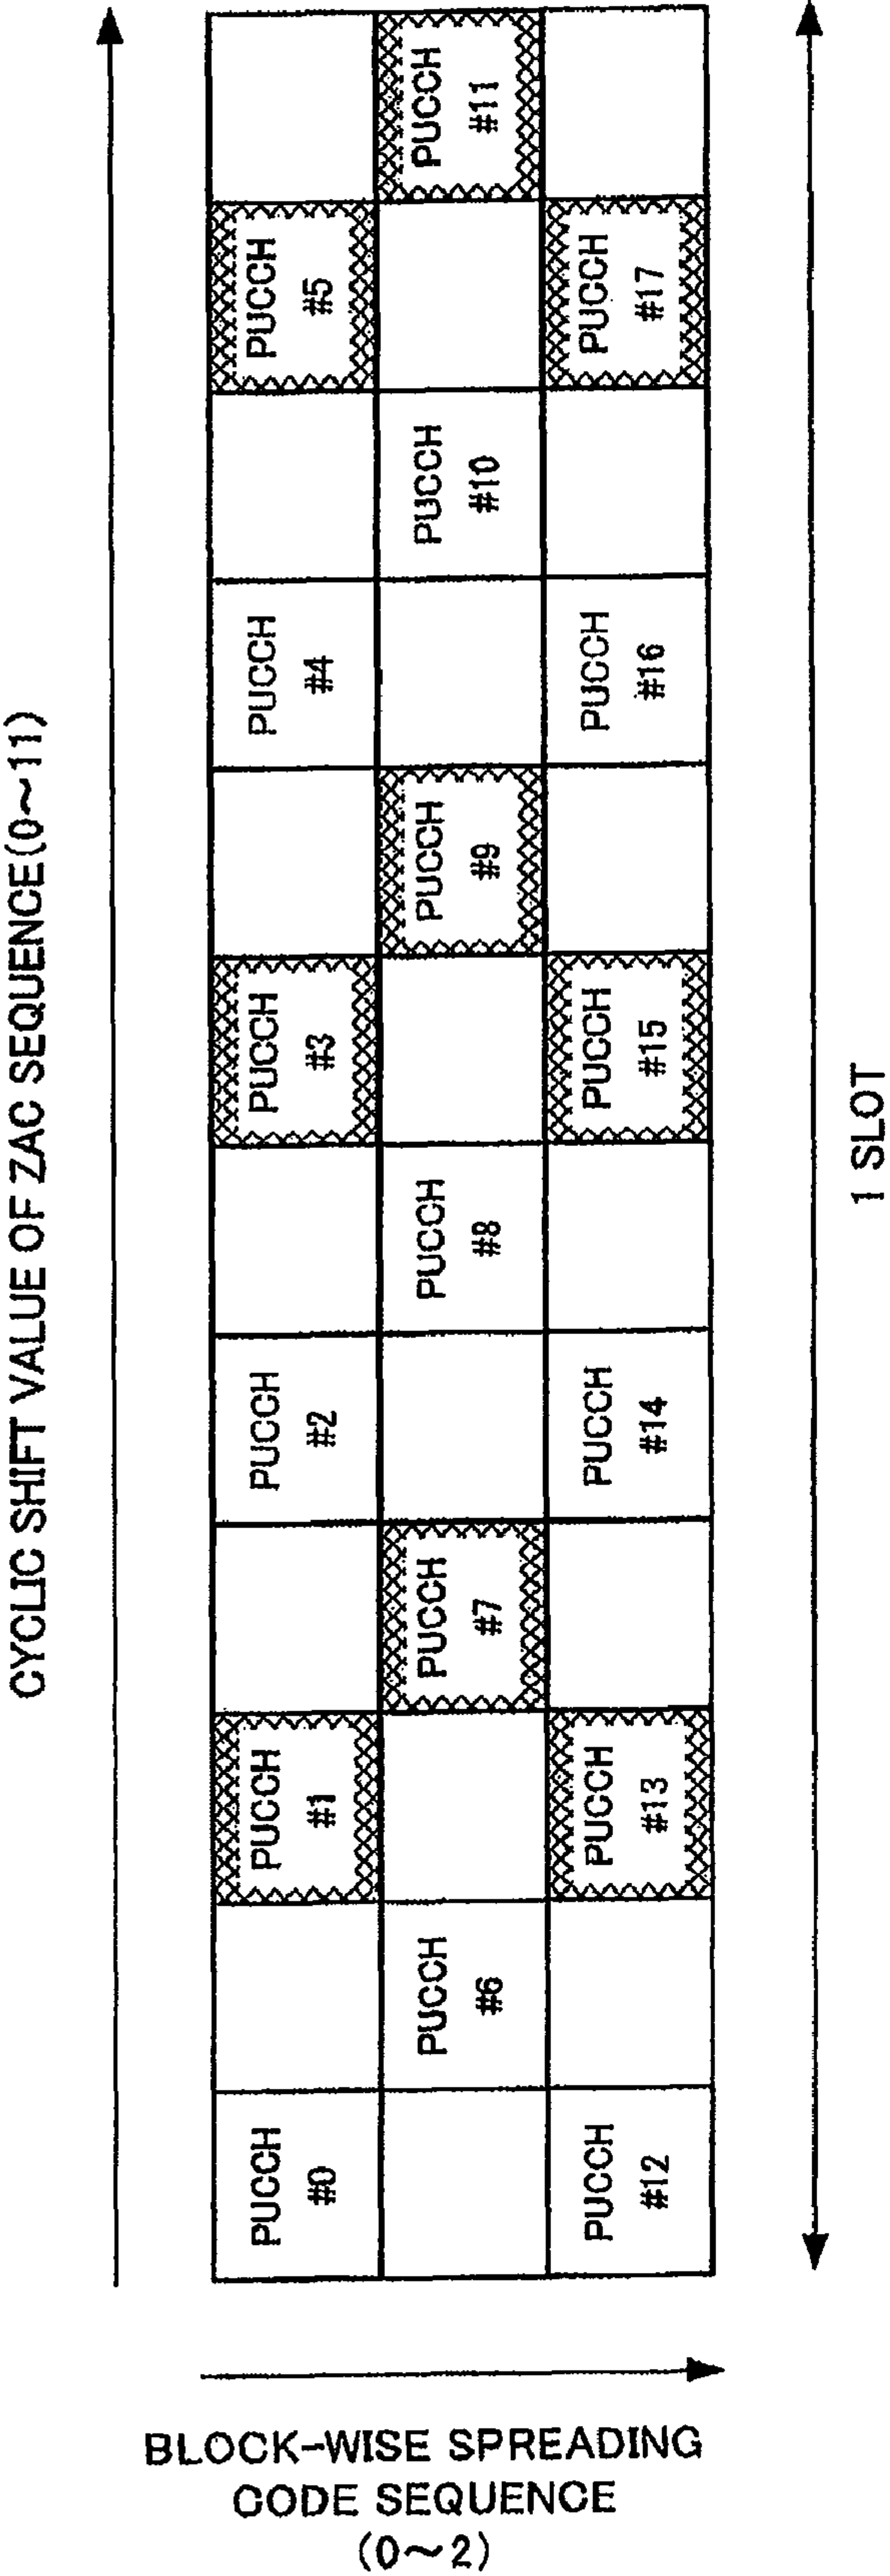 CYCLIC SHIFT VALUE OF ZAC SEQUENCE(0~11)
BLOCK-WISE SPREADING
CODE SEQUENCE
(0~2)
PUCCH
#0
PUCCH
#1
PUCCH
#2
PUCCH
#3
PUCCH
#4
PUCCH
#5
PUCCH
#6
PUCCH
#7
PUCCH
#8
PUCCH
#9
PUCCH
#10
PUCCH
#11
PUCCH
#12
PUCCH
#13
PUCCH
#14
PUCCH
#15
PUCCH
#16
PUCCH
#17
1 SLOT